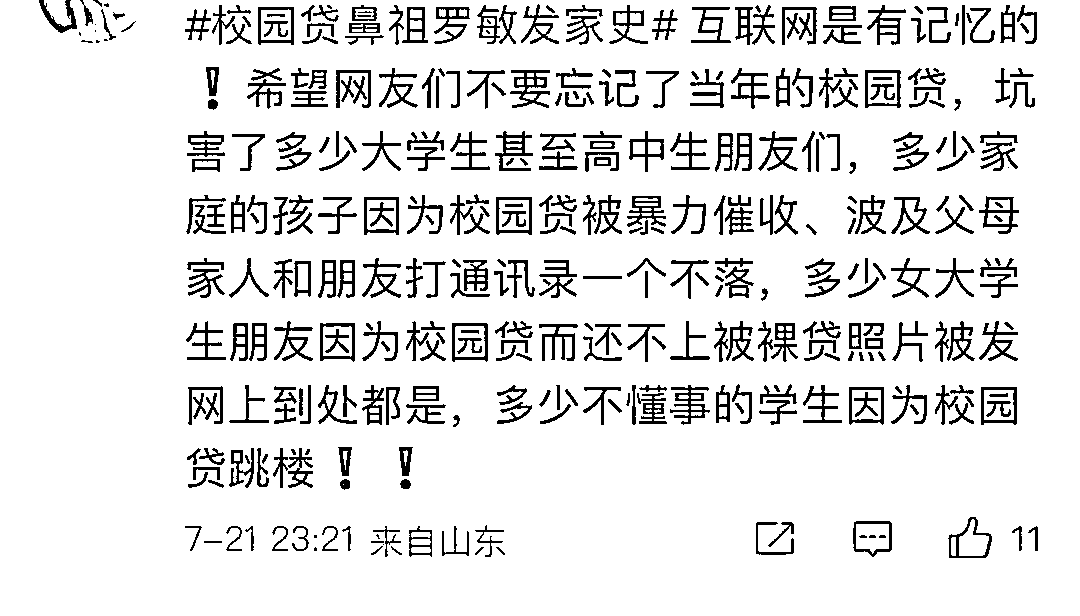 #校园贷鼻祖罗敏发家史# 互联网是有记忆的
❗ 希望网友们不要忘记了当年的校园贷，坑
害了多少大学生甚至高中生朋友们，多少家
庭的孩子因为校园贷被暴力催收、波及父母
家人和朋友打通讯录一个不落，多少女大学
生朋友因为校园贷而还不上被裸贷照片被发
网上到处都是，多少不懂事的学生因为校园
贷跳楼❗ ❗
7-21 23:21 来自山东
11